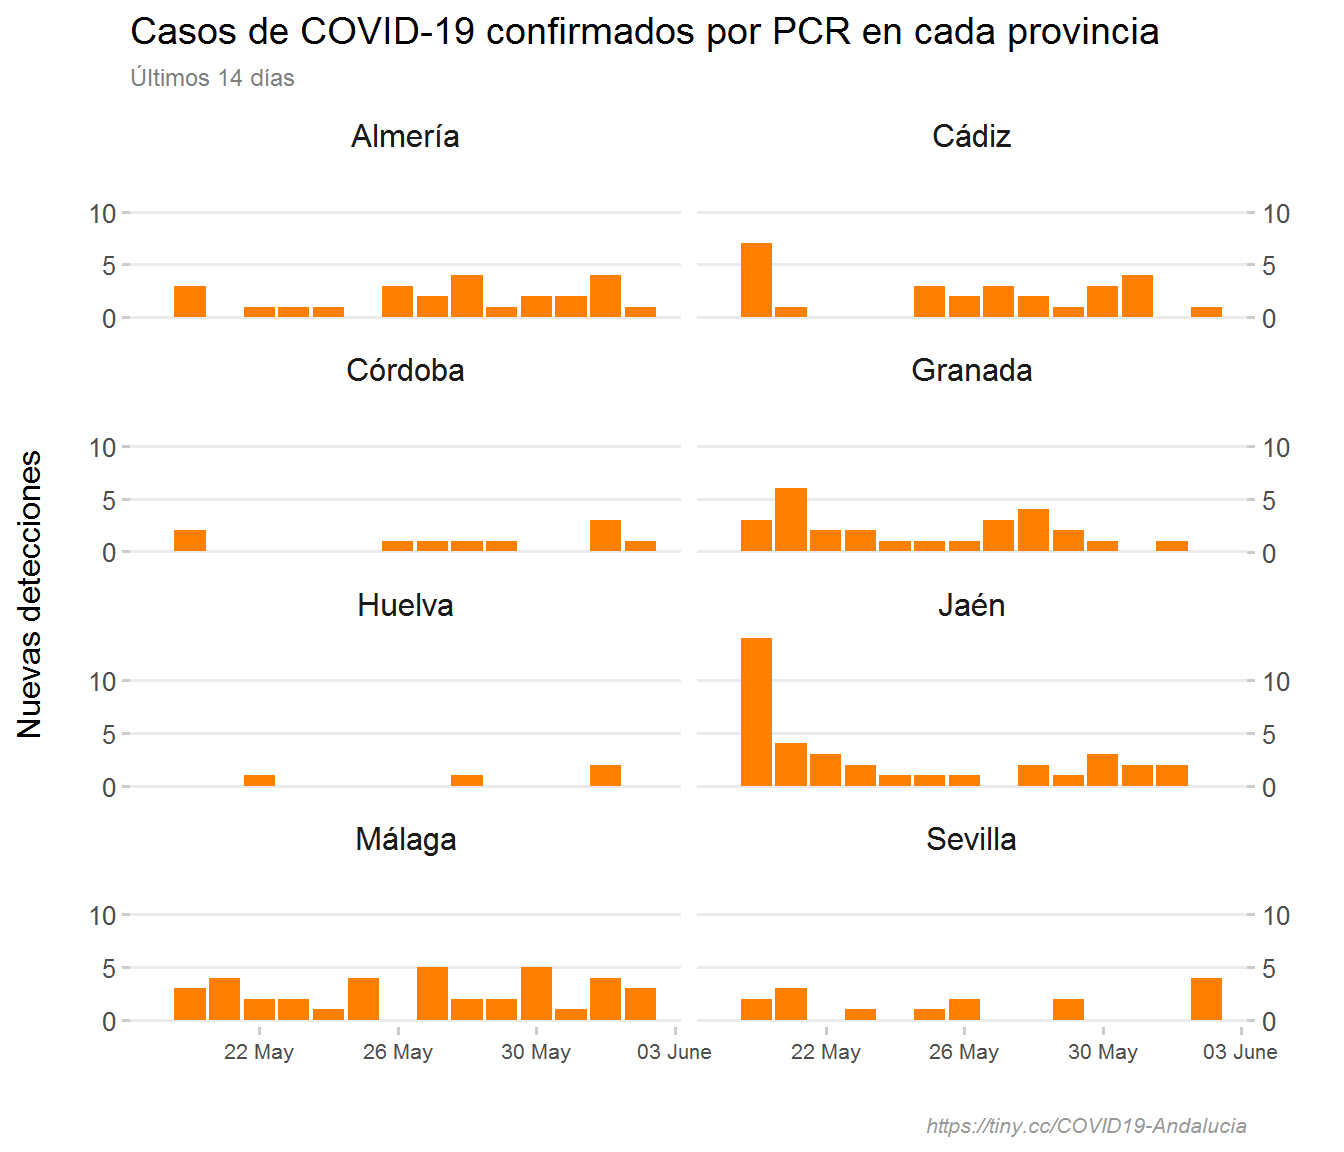 Casos de COVID-19 confirmados por PCR en cada provincia
Últimos 14 días
Nuevas detecciones
Almería
Cádiz
10
5
0
10
5
0
Córdoba
Granada
10
5
0
10
5
0
Huelva
Jaén
10
5
0
10
5
0
Málaga
Sevilla
10
5
0
10
5
0
22 May 26 May 30 May 03 June
22 May 26 May 30 May 03 June
https://tiny.cc/COVID19-Andalucia